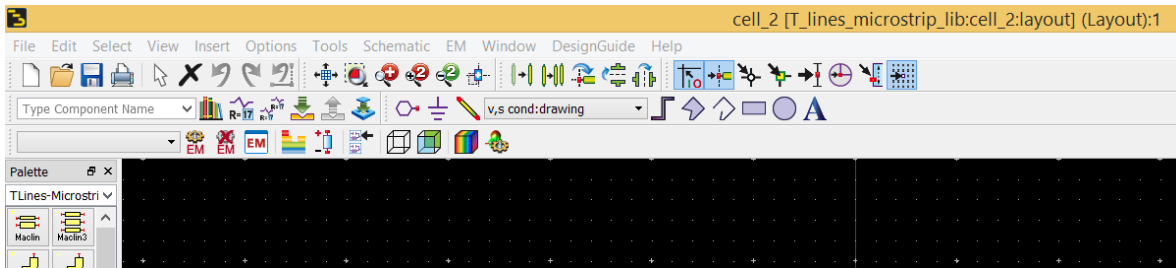 cell_2 [T_lines_microstrip_lib:cell_2:layout] (Layout):1
File Edit Select View Insert Options Tools Schematic EM Window DesignGuide Help
Type Component Name
v,s cond:drawing
EM EM EM
Palette
TLines-Microstri
Maclin Maclin3